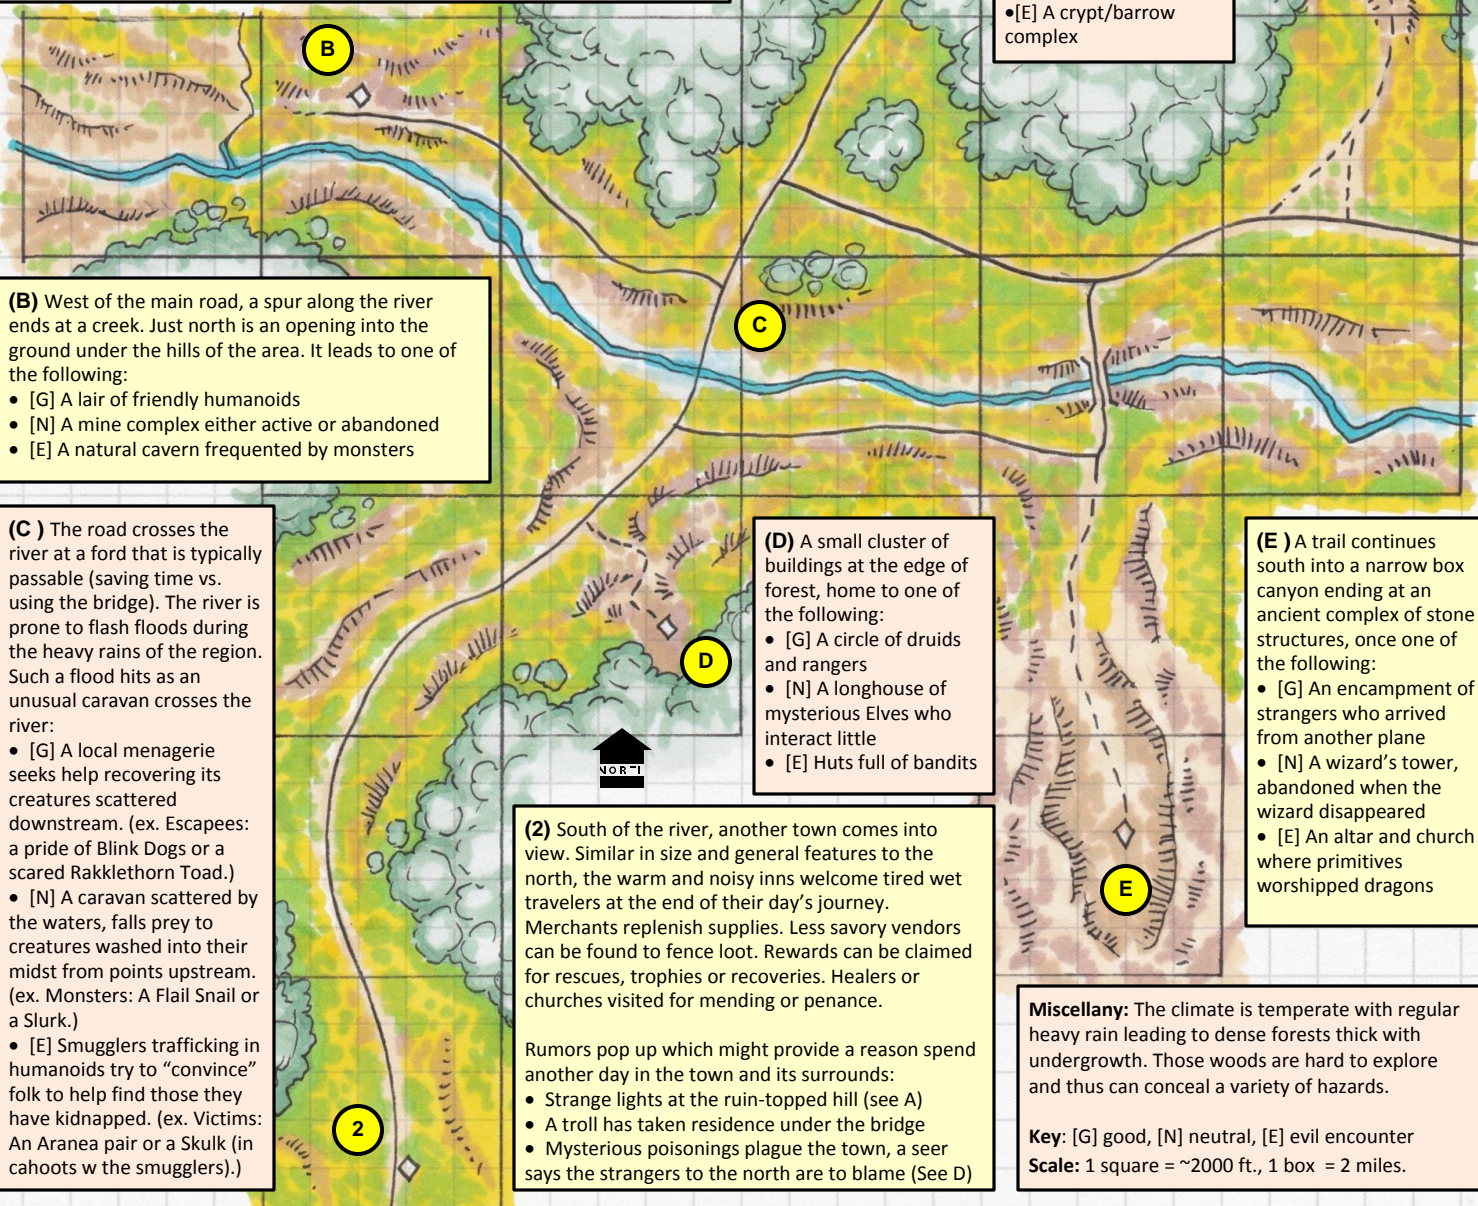 •[E] A crypt/barrow
complex
B
(B) West of the main road, a spur along the river
ends at a creek. Just north is an opening into the
ground under the hills of the area. It leads to one of
the following:
• [G] A lair of friendly humanoids
• [N] A mine complex either active or abandoned
• [E] A natural cavern frequented by monsters
C
(C ) The road crosses the
river at a ford that is typically
passable (saving time vs.
using the bridge). The river is
prone to flash floods during
the heavy rains of the region.
Such a flood hits as an
unusual caravan crosses the
river:
• [G] A local menagerie
seeks help recovering its
creatures scattered
downstream. (ex. Escapees:
a pride of Blink Dogs or a
scared Rakklethorn Toad.)
• [N] A caravan scattered by
the waters, falls prey to
creatures washed into their
midst from points upstream.
(ex. Monsters: A Flail Snail or
a Slurk.)
• [E] Smugglers trafficking in
humanoids try to “convince”
folk to help find those they
have kidnapped. (ex. Victims:
An Aranea pair or a Skulk (in
cahoots w the smugglers).)
D
(D) A small cluster of
buildings at the edge of
forest, home to one of
the following:
• [G] A circle of druids
and rangers
• [N] A longhouse of
mysterious Elves who
interact little
• [E] Huts full of bandits
(E ) A trail continues
south into a narrow box
canyon ending at an
ancient complex of stone
structures, once one of
the following:
• [G] An encampment of
strangers who arrived
from another plane
• [N] A wizard’s tower,
abandoned when the
wizard disappeared
• [E] An altar and church
where primitives
worshipped dragons
NORTH
E
(2) South of the river, another town comes into
view. Similar in size and general features to the
north, the warm and noisy inns welcome tired wet
travelers at the end of their day’s journey.
Merchants replenish supplies. Less savory vendors
can be found to fence loot. Rewards can be claimed
for rescues, trophies or recoveries. Healers or
churches visited for mending or penance.
Rumors pop up which might provide a reason spend
another day in the town and its surrounds:
• Strange lights at the ruin-topped hill (see A)
• A troll has taken residence under the bridge
• Mysterious poisonings plague the town, a seer
says the strangers to the north are to blame (See D)
2
Miscellany: The climate is temperate with regular
heavy rain leading to dense forests thick with
undergrowth. Those woods are hard to explore
and thus can conceal a variety of hazards.
Key: [G] good, [N] neutral, [E] evil encounter
Scale: 1 square = ~2000 ft., 1 box = 2 miles.